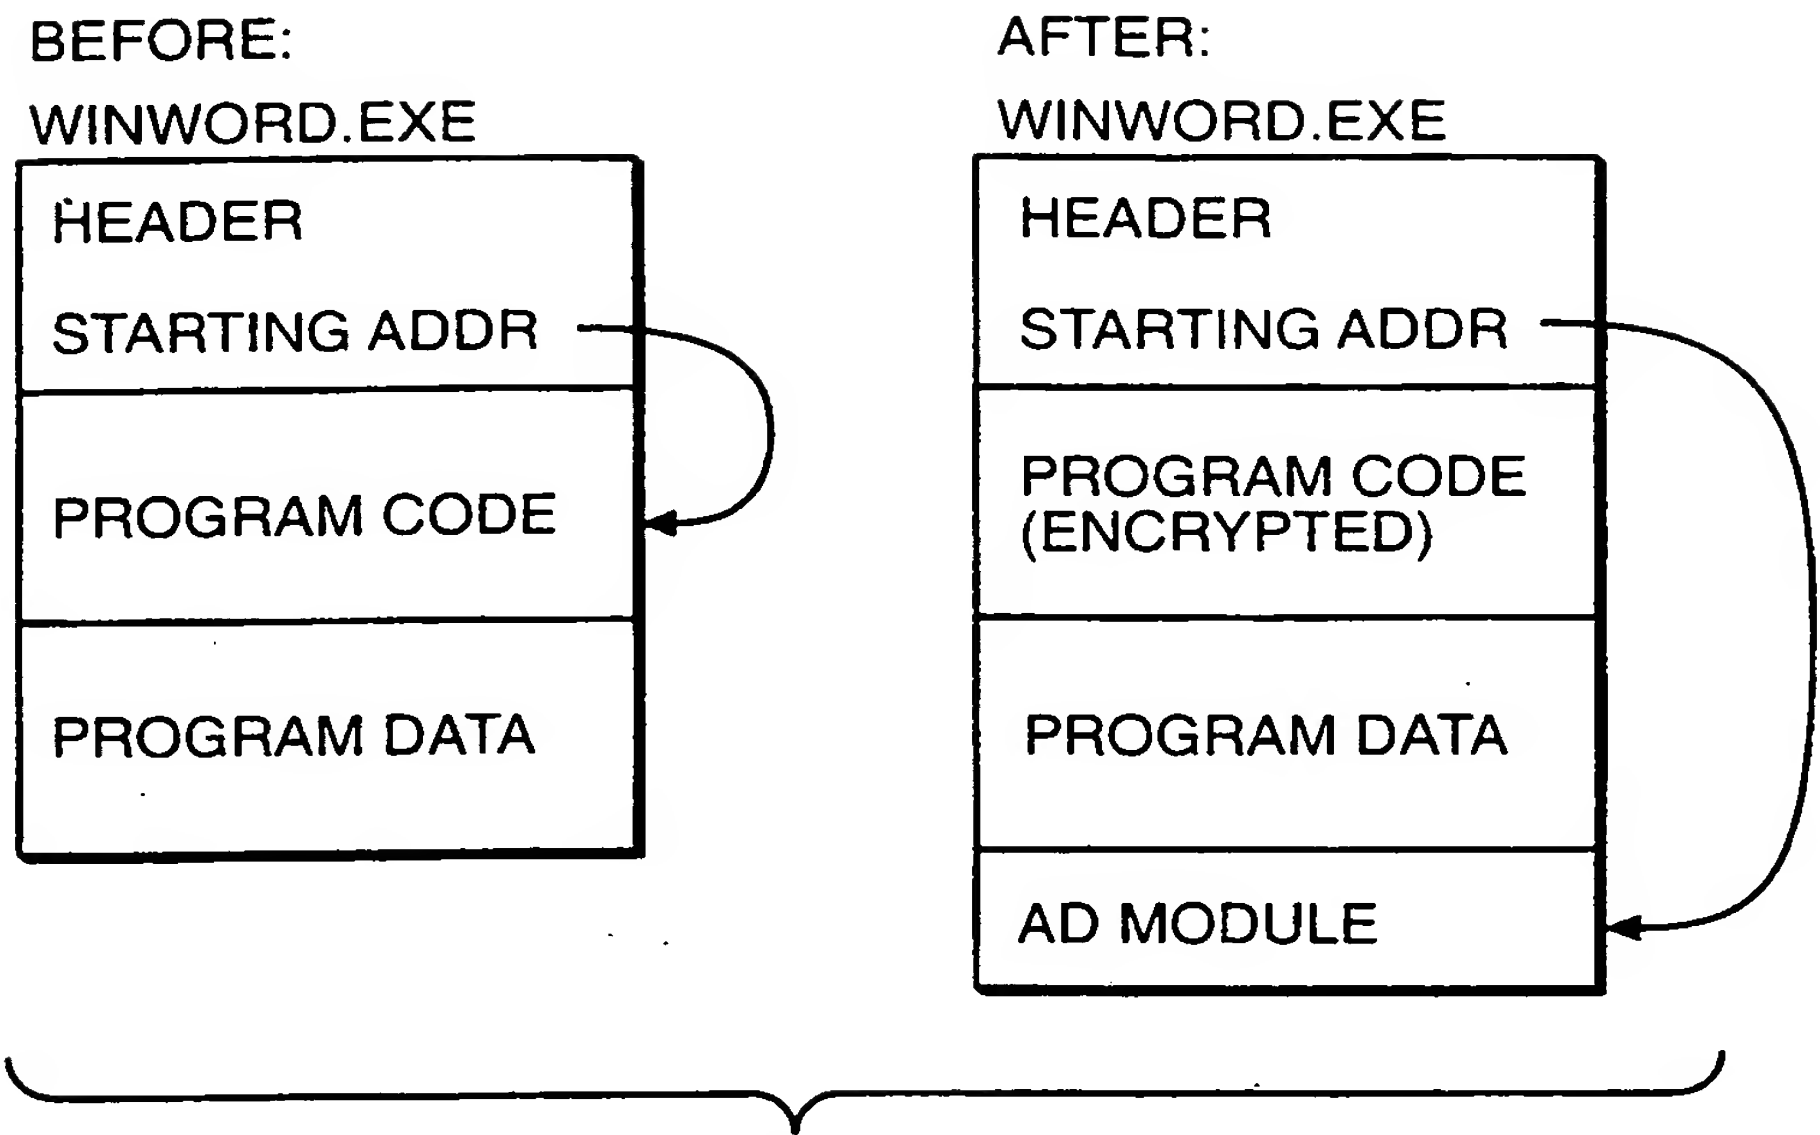 BEFORE:
WINWORD.EXE
HEADER
STARTING ADDR
PROGRAM CODE
PROGRAM DATA
AFTER:
WINWORD.EXE
HEADER
STARTING ADDR
PROGRAM CODE
(ENCRYPTED)
PROGRAM DATA
AD MODULE